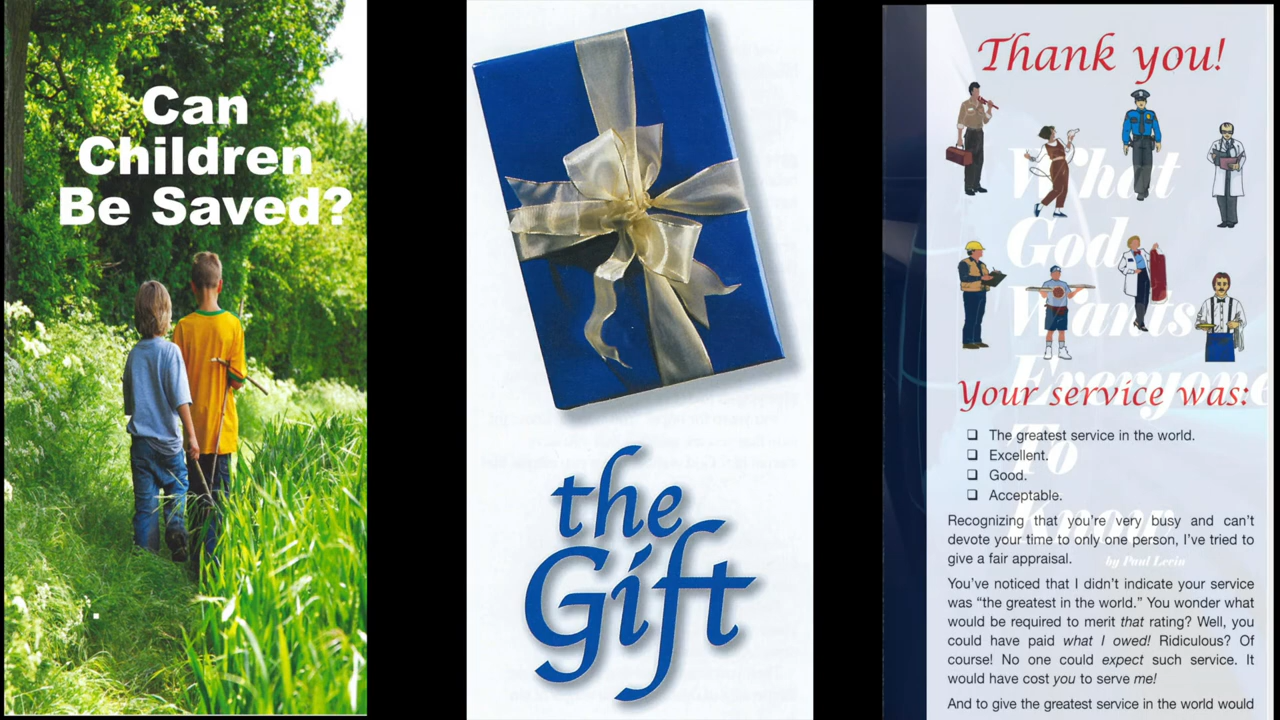 Can
Children
Be Saved?
the
Gift
Thank you!
What
God
Wants
Everyone
To
Know
by Paul Levin
Your service was:
❑ The greatest service in the world.
❑ Excellent.
❑ Good.
❑ Acceptable.
Recognizing that you're very busy and can't
devote your time to only one person, I've tried to
give a fair appraisal.
You've noticed that I didn't indicate your service
was “the greatest in the world.” You wonder what
would be required to merit that rating? Well, you
could have paid what I owed! Ridiculous? Of
course! No one could expect such service. It
would have cost you to serve me!
And to give the greatest service in the world would